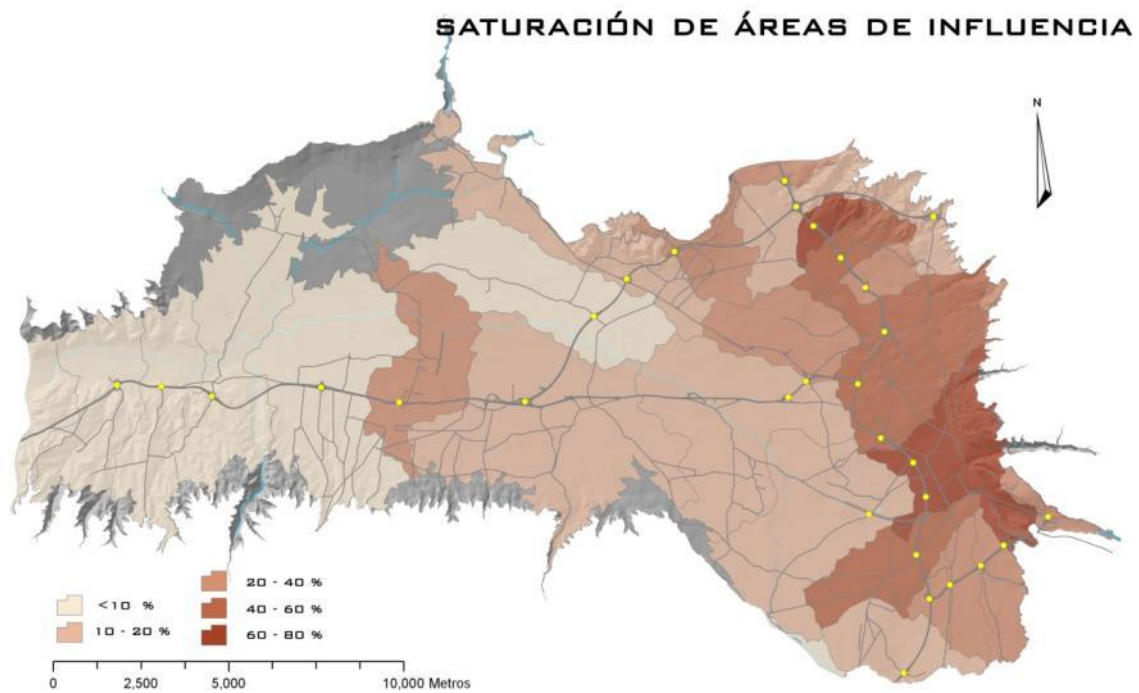 SATURACIÓN DE ÁREAS DE INFLUENCIA
N
<10 %
10 - 20 %
20 - 40 %
40 - 60 %
60 - 80 %
0 2,500 5,000 10,000 Metros